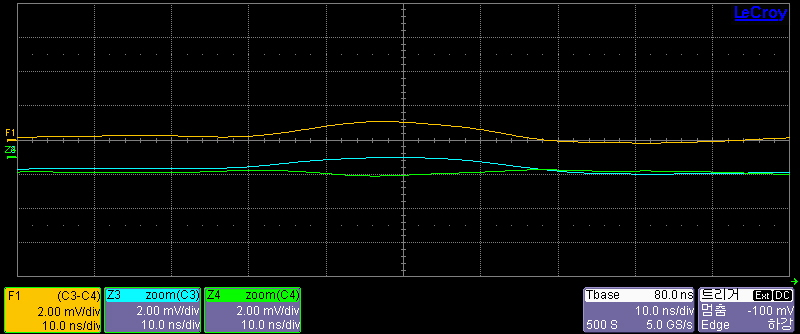 LeCroy
F1
F1 (C3-C4)
2.00 mV/div
10.0 ns/div
Z3 zoom(C3)
2.00 mV/div
10.0 ns/div
Z4 zoom(C4)
2.00 mV/div
10.0 ns/div
Tbase 80.0 ns
10.0 ns/div
500 S 5.0 GS/s
트리거 Ext DC
멈춤 -100 mV
Edge 하강